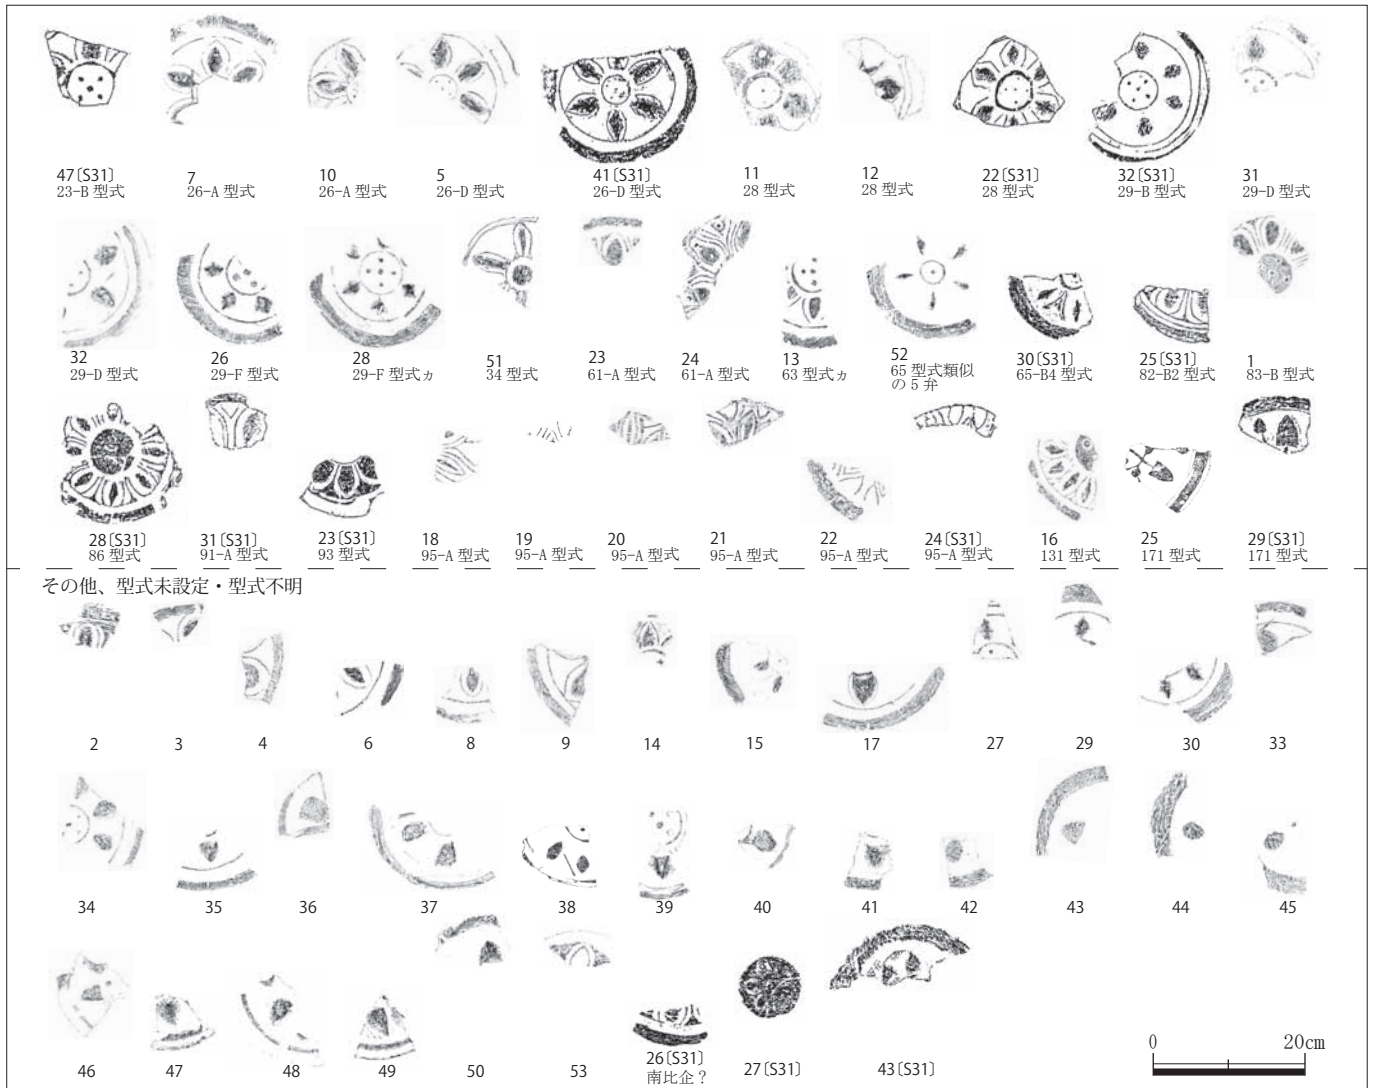 47〔S31〕 7 10 5 41〔S31〕 11 12 22〔S31〕 32〔S31〕 31
23-B 型式 26-A 型式 26-A 型式 26-D 型式 26-D 型式 28 型式 28 型式 28 型式 29-B 型式 29-D 型式
32 26 28 51 23 24 13 52 30〔S31〕 25〔S31〕 1
29-D 型式 29-F 型式 29-F 型式ヵ 34 型式 61-A 型式 61-A 型式 63 型式ヵ 65 型式類似 65-B4 型式 82-B2 型式 83-B 型式
の 5 弁
28〔S31〕 31〔S31〕 23〔S31〕 18 19 20 21 22 24〔S31〕 16 25 29〔S31〕
86 型式 91-A 型式 93 型式 95-A 型式 95-A 型式 95-A 型式 95-A 型式 95-A 型式 95-A 型式 131 型式 171 型式 171 型式
その他、型式未設定・型式不明
2 3 4 6 8 9 14 15 17 27 29 30 33
34 35 36 37 38 39 40 41 42 43 44 45
46 47 48 49 50 53 26〔S31〕 27〔S31〕 43〔S31〕
南比企？
0 20cm